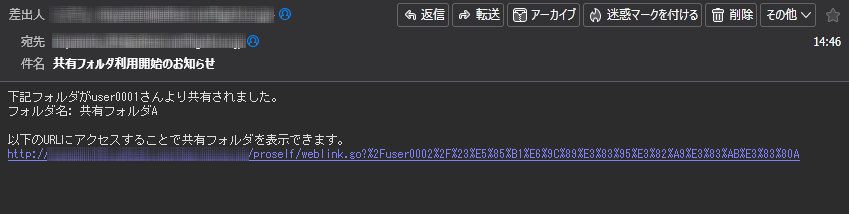 差出人
返信 転送 アーカイブ 迷惑マークを付ける 削除 その他
宛先 14:46
件名 共有フォルダ利用開始のお知らせ
下記フォルダがuser0001さんより共有されました。
フォルダ名: 共有フォルダA
以下のURLにアクセスすることで共有フォルダを表示できます。
http:/ /proself/weblink.go?%2Fuser0002%2F%23%E5%85%B1%E6%9C%89%E3%83%95%E3%82%A9%E3%83%AB%E3%83%80A